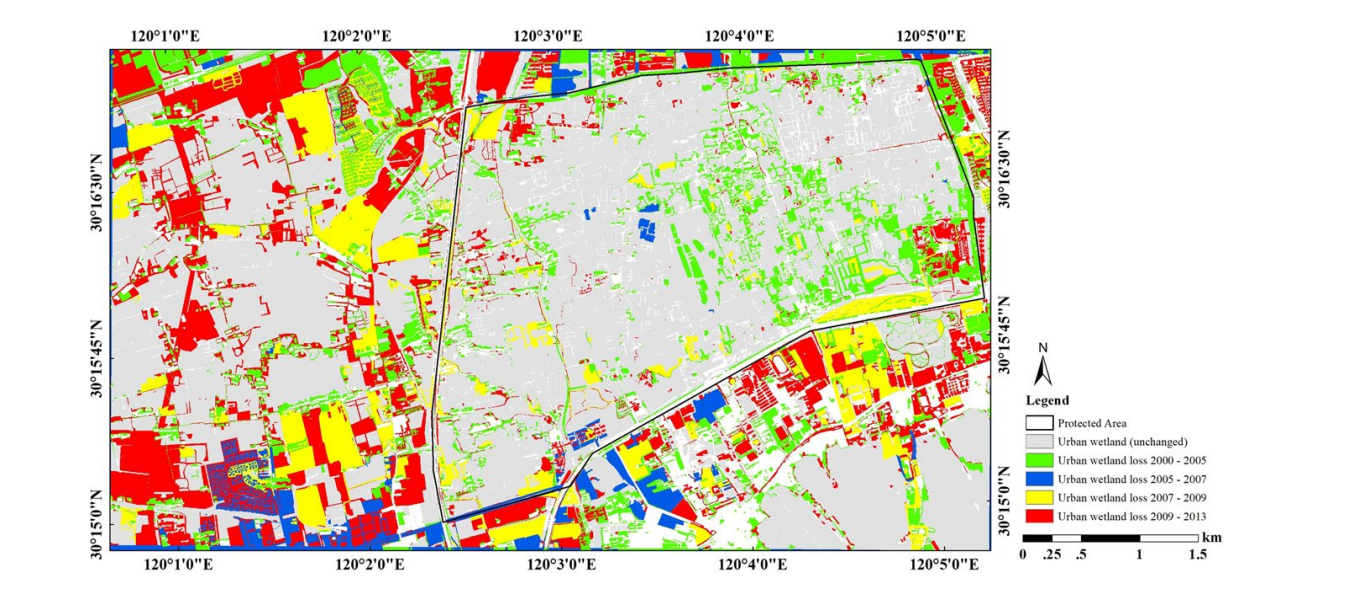 120°1'0"E 120°2'0"E 120°3'0"E 120°4'0"E 120°5'0"E
30°16'30"N 30°16'30"N
30°15'45"N 30°15'45"N
30°15'0"N 30°15'0"N
120°1'0"E 120°2'0"E 120°3'0"E 120°4'0"E 120°5'0"E
N
Legend
Protected Area
Urban wetland (unchanged)
Urban wetland loss 2000 - 2005
Urban wetland loss 2005 - 2007
Urban wetland loss 2007 - 2009
Urban wetland loss 2009 - 2013
km
0 .25 .5 1 1.5